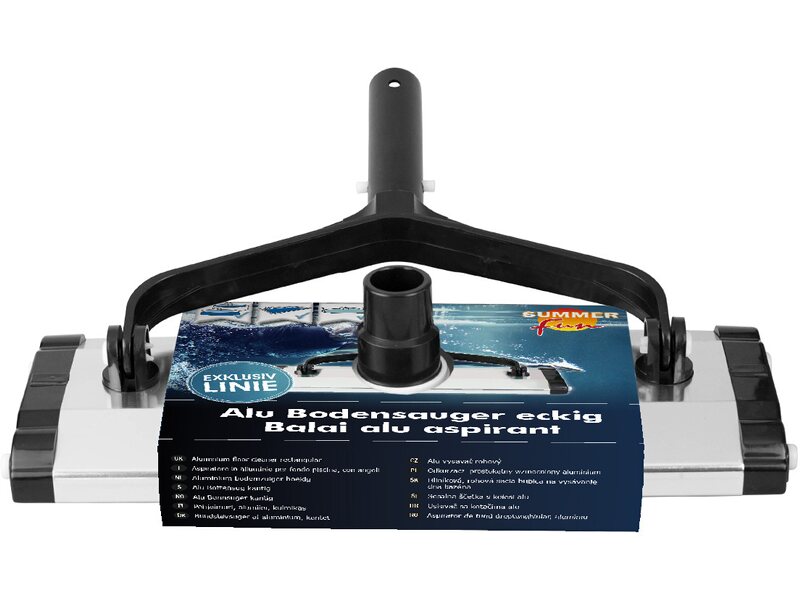 SUMMER
fun
EXKLUSIV
LINIE
Alu Bodensauger eckig
Balai alu aspirant
UK Aluminium floor cleaner rectangular
I Aspiratore in alluminio per fondo piscina, con angoli
NL Aluminium bodemzuiger hoekig
S Alu Bottensug kantig
NO Alu Bunnsuger kantig
FI Pohjaimuri, alumiini, kulmikas
DK Bundstøvsuger af aluminium, kantet
CZ Alu vysavač rohový
PL Odkurzacz prostokątny wzmocniony aluminium
SK Hliníková, rohová sacia hubica na vysávanie
dna bazéna
SI Sesalna ščetka s kolesi alu
HR Usisivač sa kotačima alu
RO Aspirator de fund dreptunghiular, aluminiu